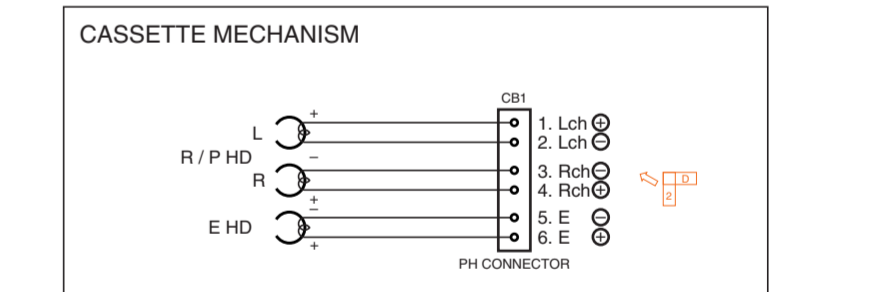 CASSETTE MECHANISM
CB1
+
1. Lch ⊕
L
2. Lch ⊖
R / P HD
−
3. Rch ⊖
R
4. Rch ⊕
D
+
2
−
5. E ⊖
E HD
6. E ⊕
+
PH CONNECTOR